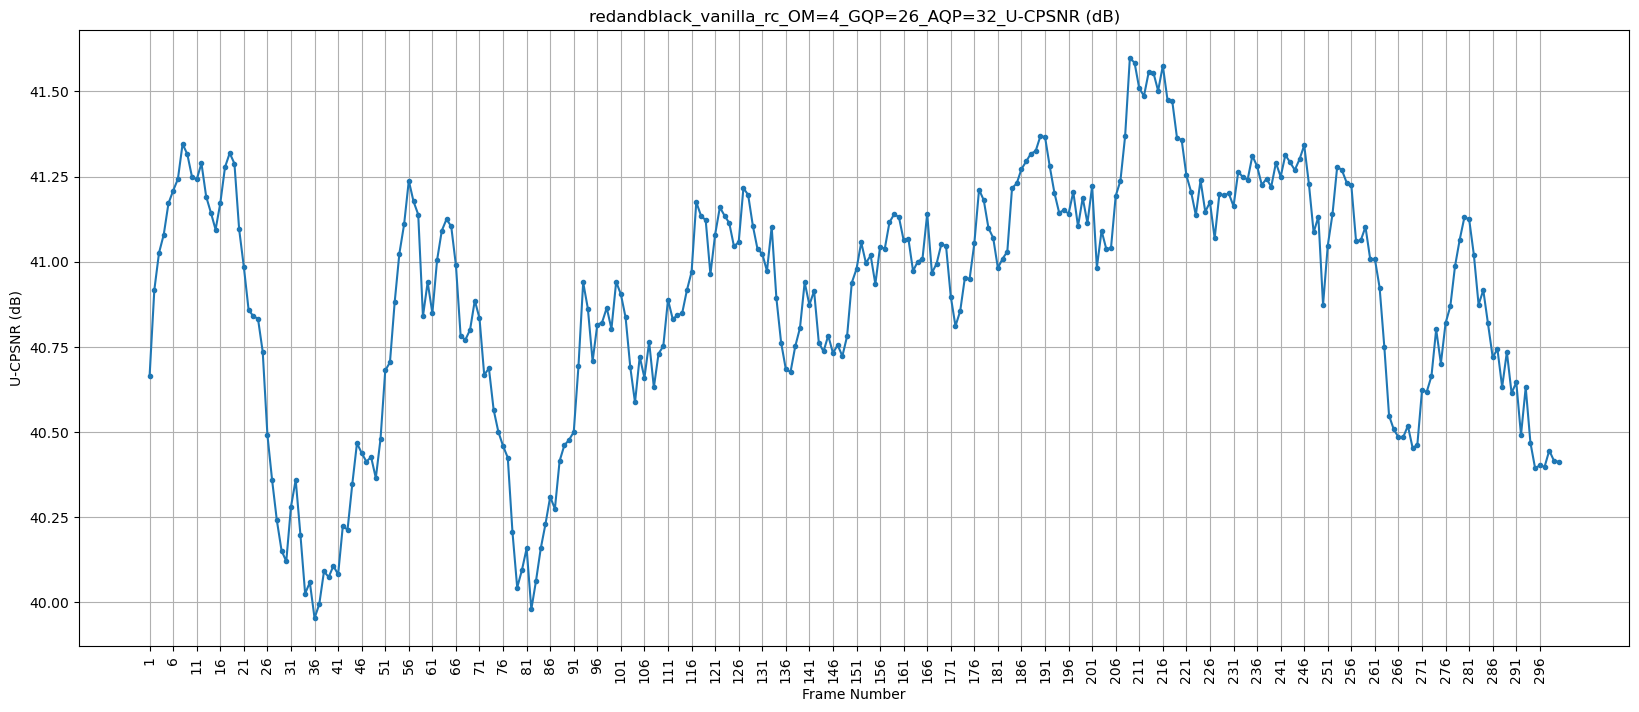 redandblack_vanilla_rc_OM=4_GQP=26_AQP=32_U-CPSNR (dB)
U-CPSNR (dB)
41.50
41.25
41.00
40.75
40.50
40.25
40.00
1 6 11 16 21 26 31 36 41 46 51 56 61 66 71 76 81 86 91 96 101 106 111 116 121 126 131 136 141 146 151 156 161 166 171 176 181 186 191 196 201 206 211 216 221 226 231 236 241 246 251 256 261 266 271 276 281 286 291 296
Frame Number